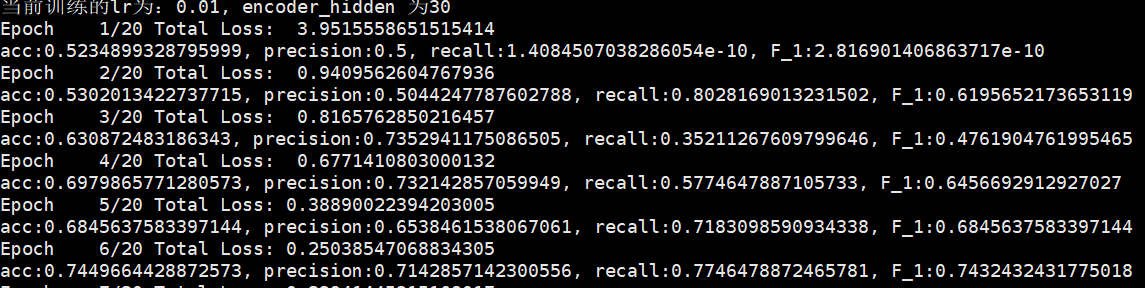 当前训练的lr为：0.01, encoder_hidden 为30
Epoch    1/20 Total Loss:  3.9515558651515414
acc:0.5234899328795999, precision:0.5, recall:1.4084507038286054e-10, F_1:2.816901406863717e-10
Epoch    2/20 Total Loss:  0.9409562604767936
acc:0.5302013422737715, precision:0.5044247787602788, recall:0.8028169013231502, F_1:0.6195652173653119
Epoch    3/20 Total Loss:  0.8165762850216457
acc:0.630872483186343, precision:0.7352941175086505, recall:0.35211267609799646, F_1:0.4761904761995465
Epoch    4/20 Total Loss:  0.6771410803000132
acc:0.6979865771280573, precision:0.732142857059949, recall:0.5774647887105733, F_1:0.6456692912927027
Epoch    5/20 Total Loss: 0.38890022394203005
acc:0.6845637583397144, precision:0.6538461538067061, recall:0.7183098590934338, F_1:0.6845637583397144
Epoch    6/20 Total Loss: 0.25038547068834305
acc:0.7449664428872573, precision:0.7142857142300556, recall:0.7746478872465781, F_1:0.7432432431775018